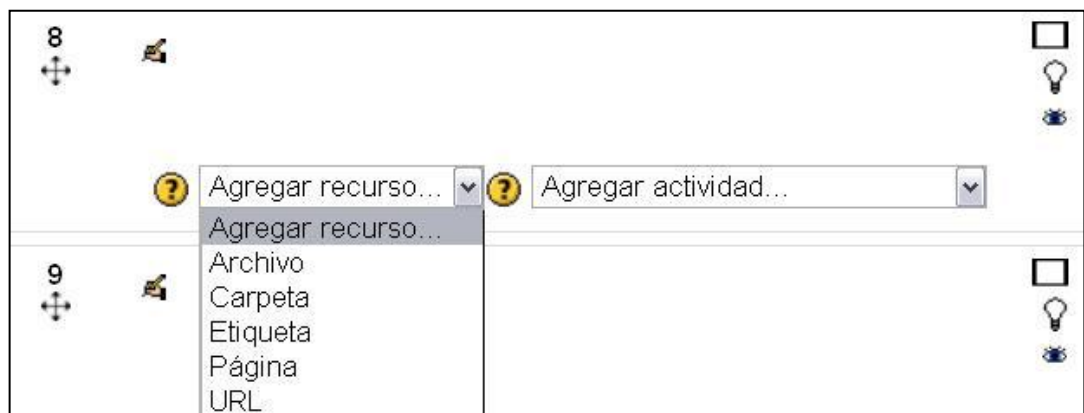 8
Agregar recurso... Agregar actividad...
Agregar recurso...
9
Archivo
Carpeta
Etiqueta
Página
URL